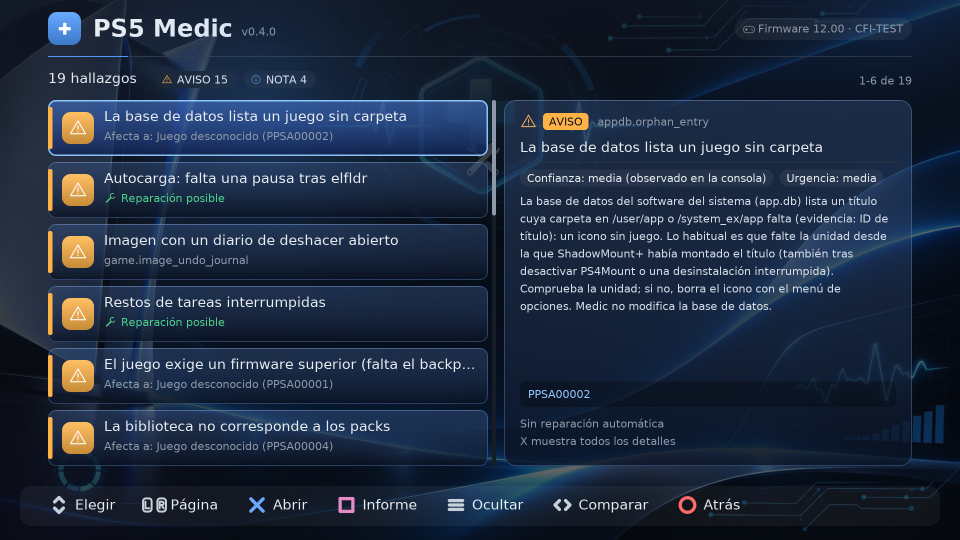 PS5 Medic v0.4.0
Firmware 12.00 · CFI-TEST
19 hallazgos
AVISO 15
NOTA 4
1-6 de 19
La base de datos lista un juego sin carpeta
Afecta a: Juego desconocido (PPSA00002)
Autocarga: falta una pausa tras elfldr
Reparación posible
Imagen con un diario de deshacer abierto
game.image_undo_journal
Restos de tareas interrumpidas
Reparación posible
El juego exige un firmware superior (falta el backp...
Afecta a: Juego desconocido (PPSA00001)
La biblioteca no corresponde a los packs
Afecta a: Juego desconocido (PPSA00004)
AVISO appdb.orphan_entry
La base de datos lista un juego sin carpeta
Confianza: media (observado en la consola)
Urgencia: media
La base de datos del software del sistema (app.db) lista un título
cuya carpeta en /user/app o /system_ex/app falta (evidencia: ID de
título): un icono sin juego. Lo habitual es que falte la unidad desde
la que ShadowMount+ había montado el título (también tras
desactivar PS4Mount o una desinstalación interrumpida).
Comprueba la unidad; si no, borra el icono con el menú de
opciones. Medic no modifica la base de datos.
PPSA00002
Sin reparación automática
X muestra todos los detalles
Elegir
L R Página
Abrir
Informe
Ocultar
Comparar
Atrás